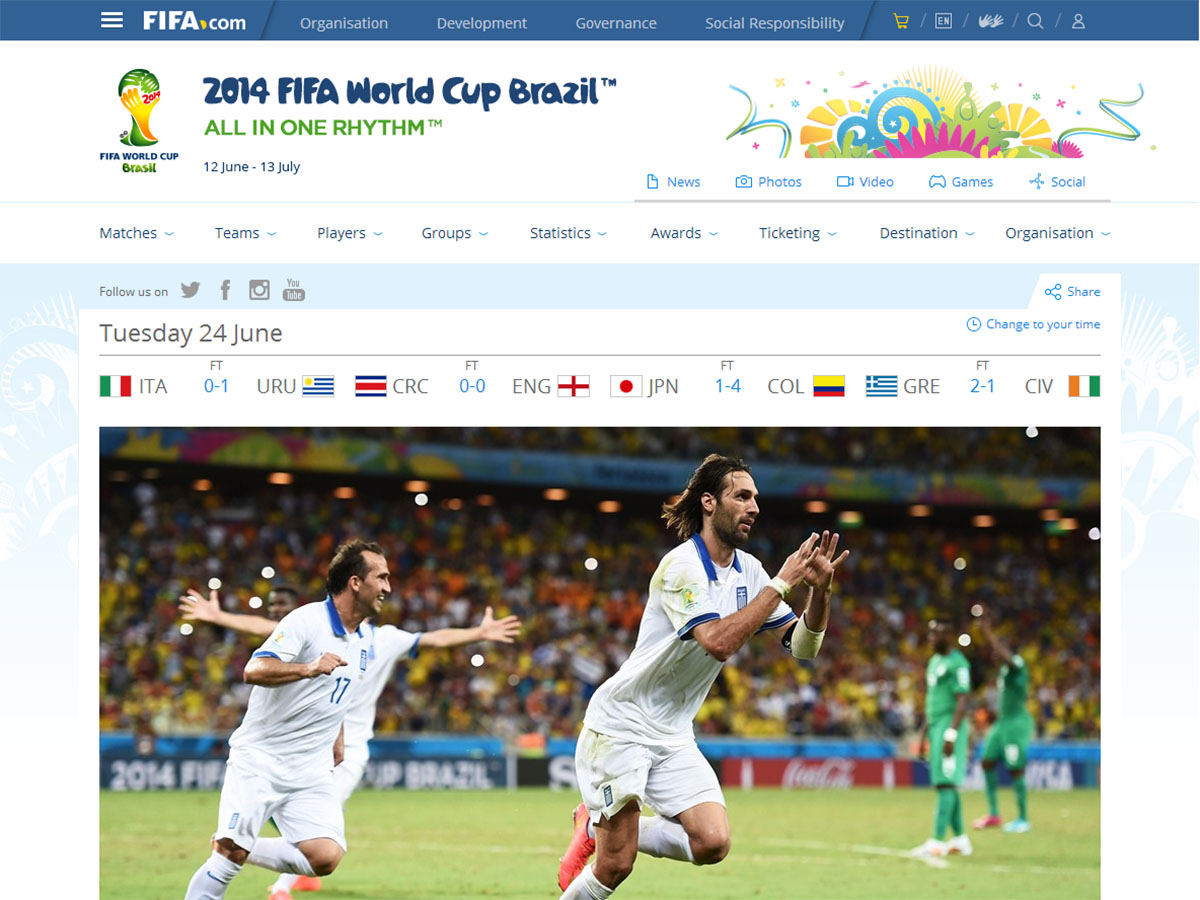 FIFA.com
Organisation Development Governance Social Responsibility
EN
2014
FIFA WORLD CUP
Brasil
2014 FIFA World Cup Brazil™
ALL IN ONE RHYTHM™
12 June - 13 July
News Photos Video Games Social
Matches Teams Players Groups Statistics Awards Ticketing Destination Organisation
Follow us on
You
Tube
Share
Tuesday 24 June
Change to your time
FT FT FT FT
ITA 0-1 URU CRC 0-0 ENG JPN 1-4 COL GRE 2-1 CIV
17
2014 FIFA CUP BRAZIL Coca-Cola VISA